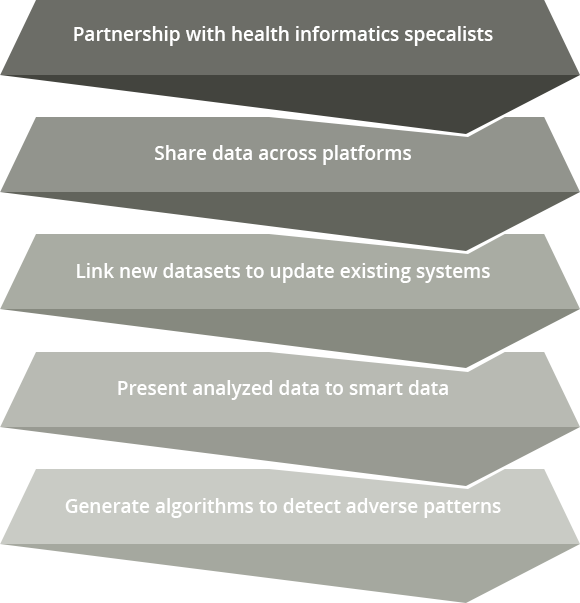 Partnership with health informatics specalists
Share data across platforms
Link new datasets to update existing systems
Present analyzed data to smart data
Generate algorithms to detect adverse patterns